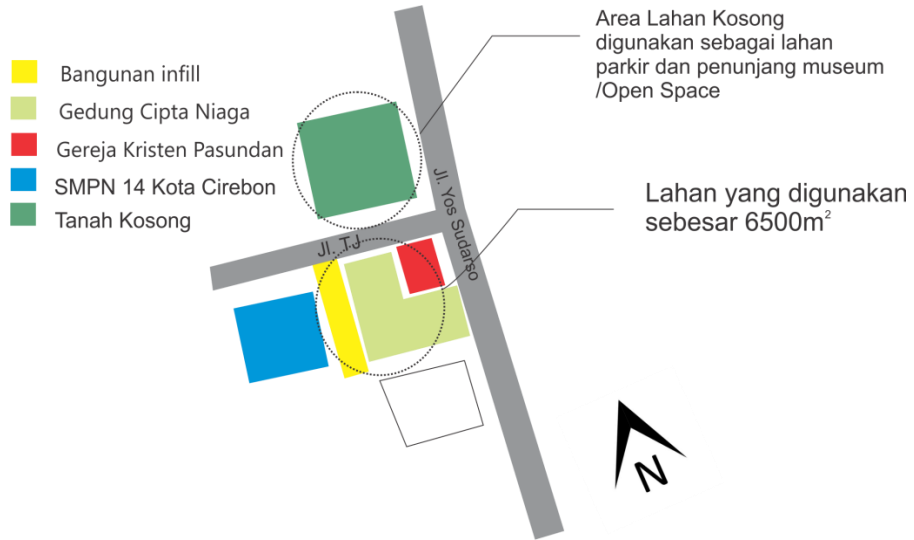 Area Lahan Kosong
digunakan sebagai lahan
parkir dan penunjang museum
/Open Space
Bangunan infill
Gedung Cipta Niaga
Gereja Kristen Pasundan
SMPN 14 Kota Cirebon
Tanah Kosong
Jl. Yos Sudarso
Lahan yang digunakan
sebesar 6500m²
Jl. TJ
N